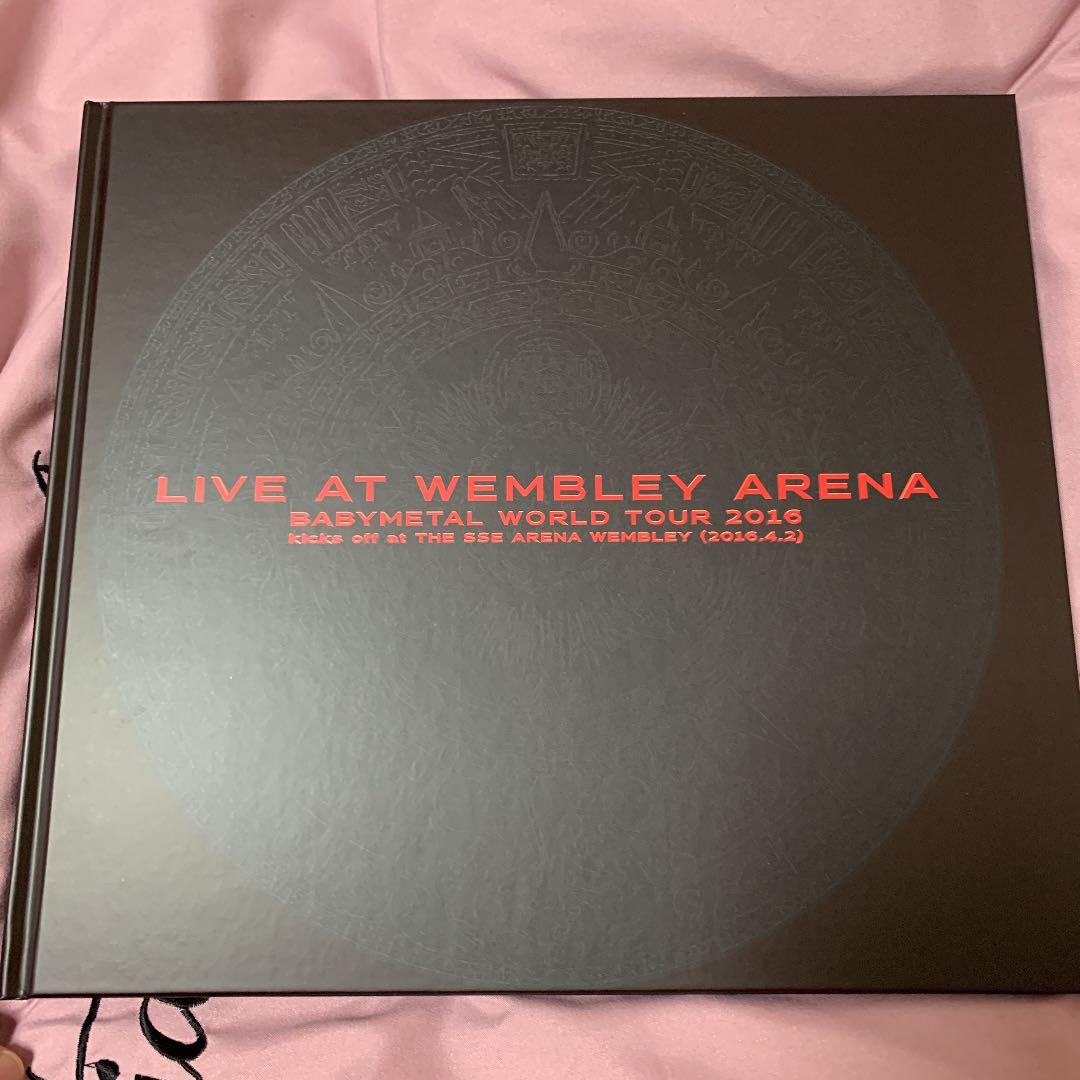 LIVE AT WEMBLEY ARENA
BABYMETAL WORLD TOUR 2016
kicks off at THE SSE ARENA WEMBLEY (2016.4.2)